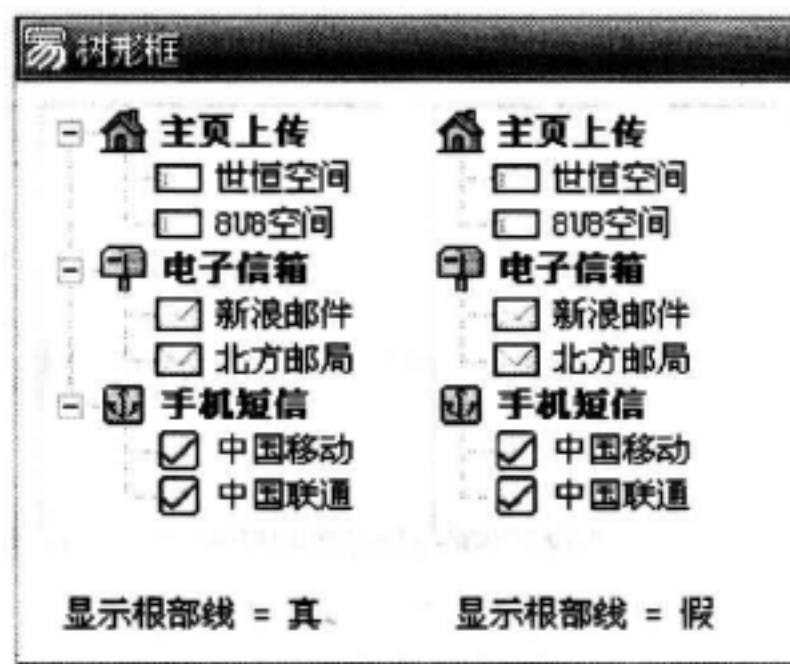 易 树形框
主页上传
世恒空间
8U8空间
电子信箱
新浪邮件
北方邮局
手机短信
中国移动
中国联通
显示根部线 = 真
主页上传
世恒空间
8U8空间
电子信箱
新浪邮件
北方邮局
手机短信
中国移动
中国联通
显示根部线 = 假